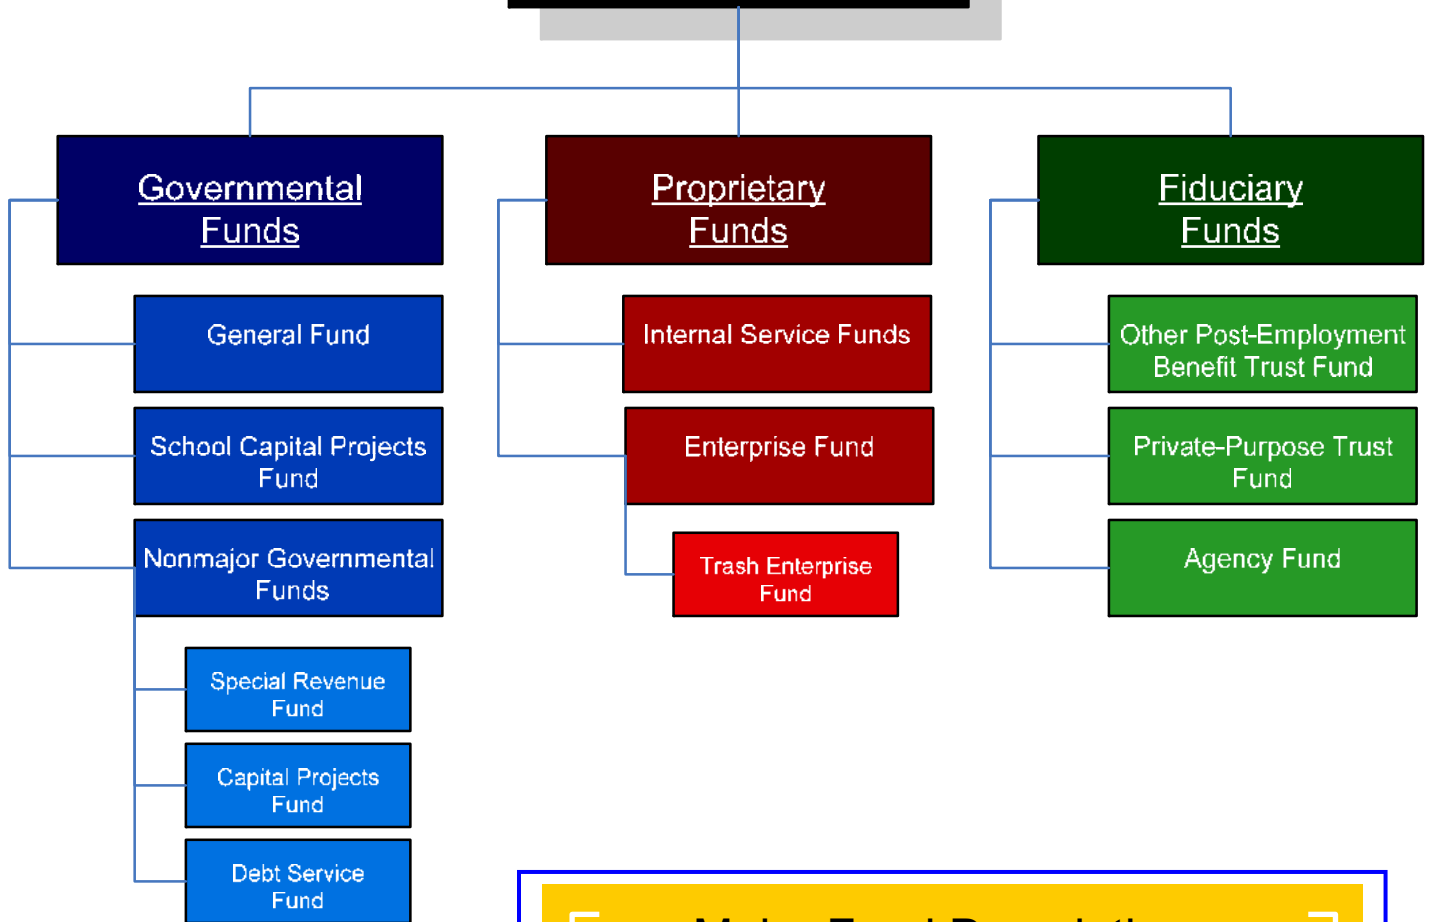 Governmental
Funds
General Fund
School Capital Projects
Fund
Nonmajor Governmental
Funds
Special Revenue
Fund
Capital Projects
Fund
Debt Service
Fund
Proprietary
Funds
Internal Service Funds
Enterprise Fund
Trash Enterprise
Fund
Fiduciary
Funds
Other Post-Employment
Benefit Trust Fund
Private-Purpose Trust
Fund
Agency Fund
Fund